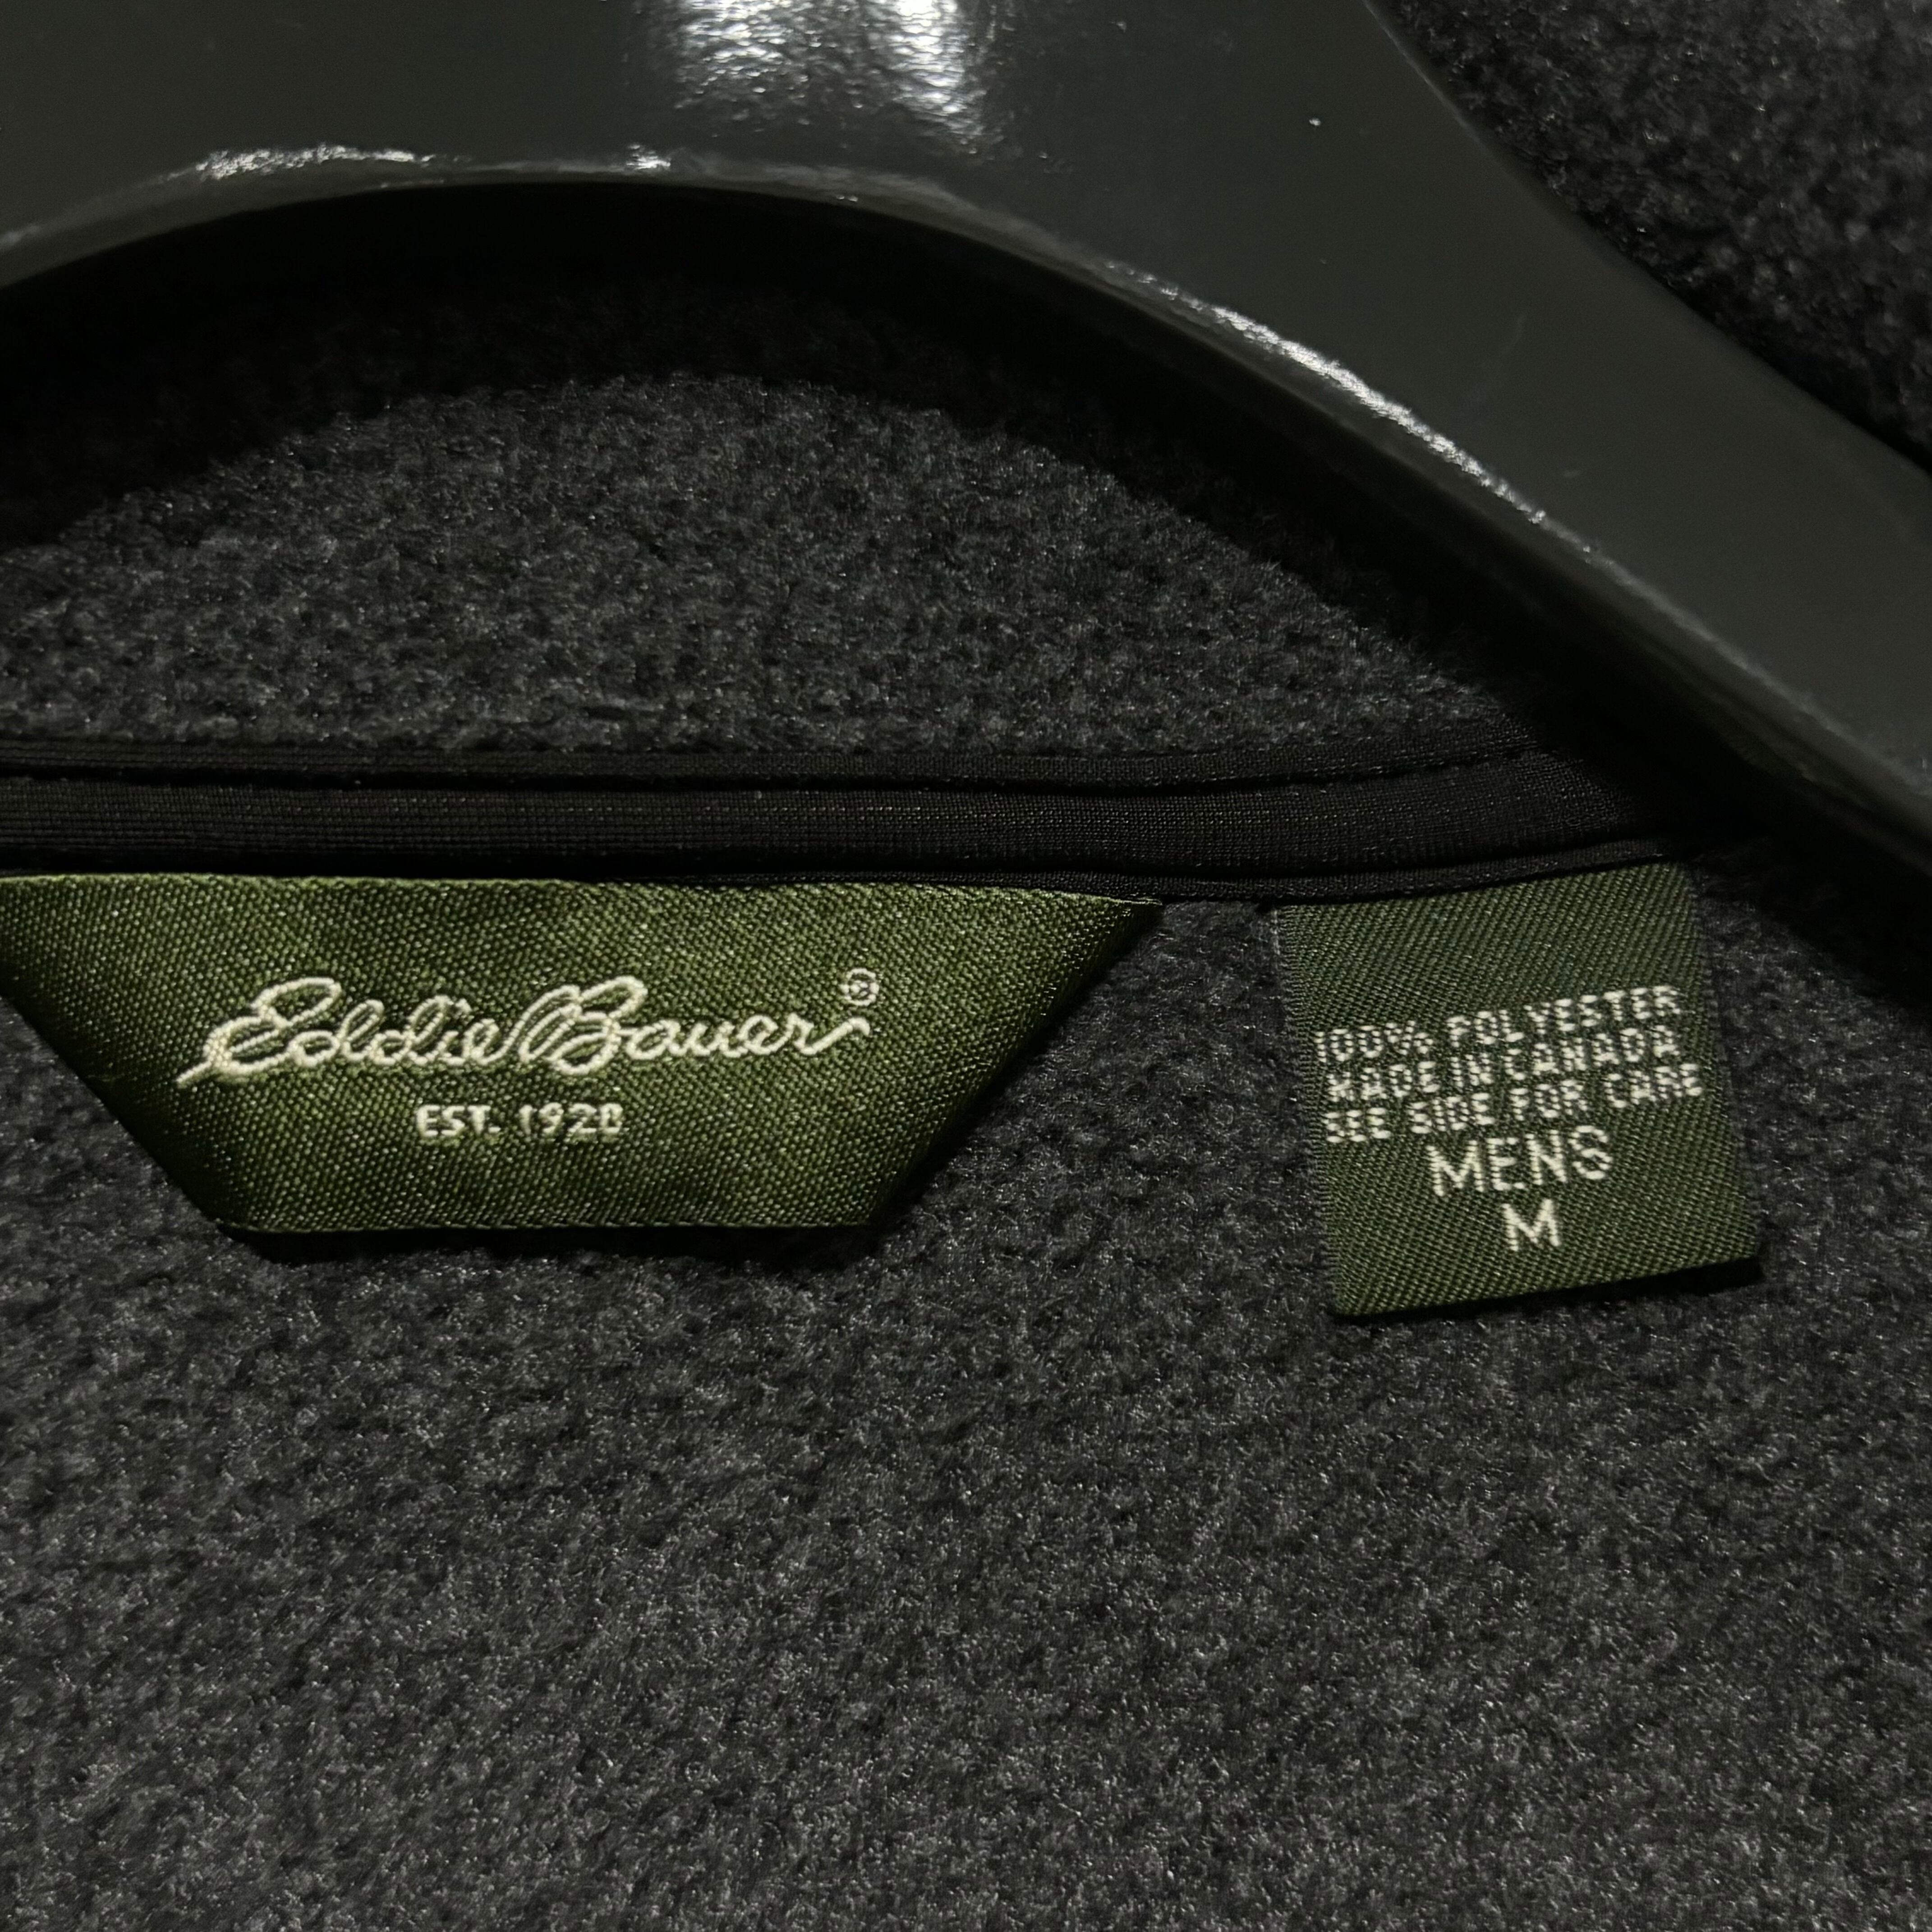 Eddie Bauer®
EST. 1920
100% POLYESTER
MADE IN CANADA
SEE SIDE FOR CARE
MENS
M